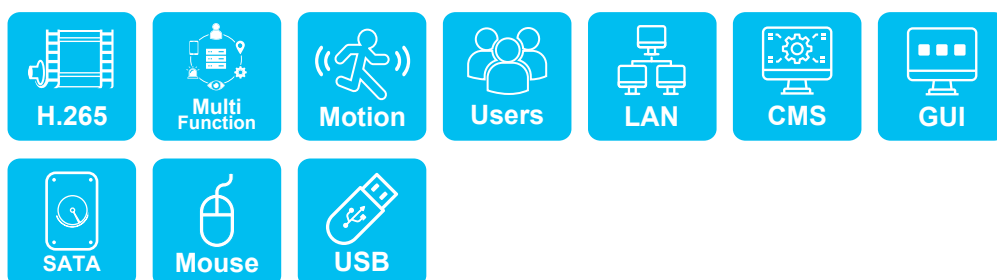 H.265
Multi
Function
Motion
Users
LAN
CMS
GUI
SATA
Mouse
USB